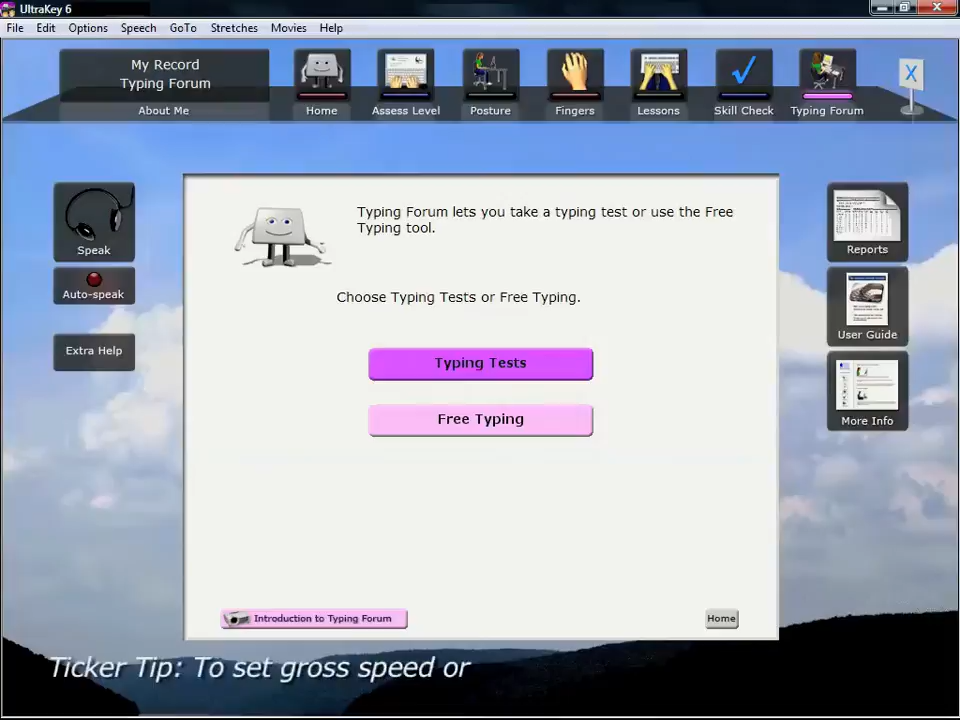 UltraKey 6
File Edit Options Speech GoTo Stretches Movies Help
My Record
Typing Forum
About Me
Home
Assess Level
Posture
Fingers
Lessons
Skill Check
Typing Forum
X
Speak
Auto-speak
Extra Help
Typing Forum lets you take a typing test or use the Free
Typing tool.
Choose Typing Tests or Free Typing.
Typing Tests
Free Typing
Introduction to Typing Forum
Home
Reports
User Guide
More Info
Ticker Tip: To set gross speed or